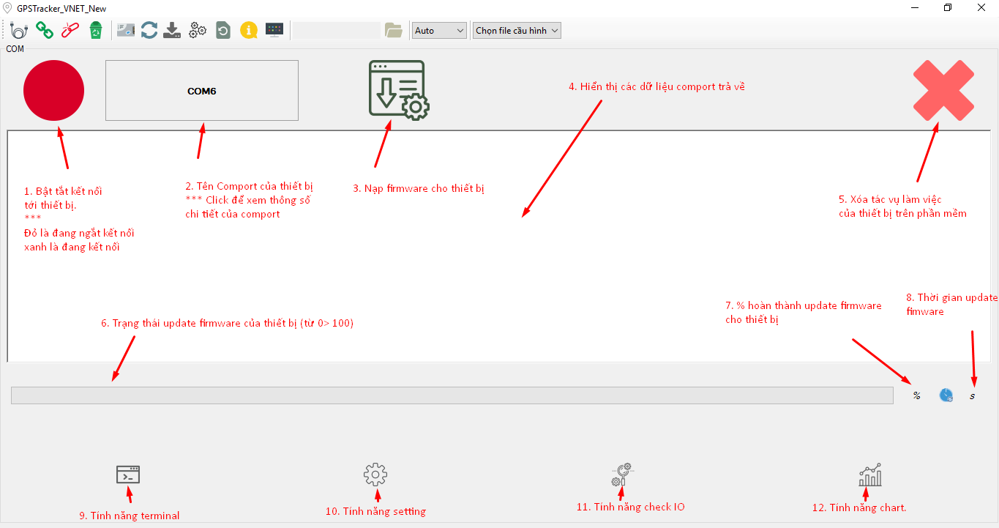 GPSTracker_VNET_New
Auto
Chọn file cầu hình
COM
COM6
4. Hiển thị các dữ liệu comport trả về
1. Bật tắt kết nối
tới thiết bị.
***
Đỏ là đang ngắt kết nối
xanh là đang kết nối
2. Tên Comport của thiết bị
*** Click để xem thông số
chi tiết của comport
3. Nạp firmware cho thiết bị
5. Xóa tác vụ làm việc
của thiết bị trên phần mềm
6. Trạng thái update firmware của thiết bị (từ 0> 100)
7. % hoàn thành update firmware
cho thiết bị
8. Thời gian update
fimware
%
s
9. Tính năng terminal
10. Tính năng setting
11. Tính năng check IO
12. Tính năng chart.